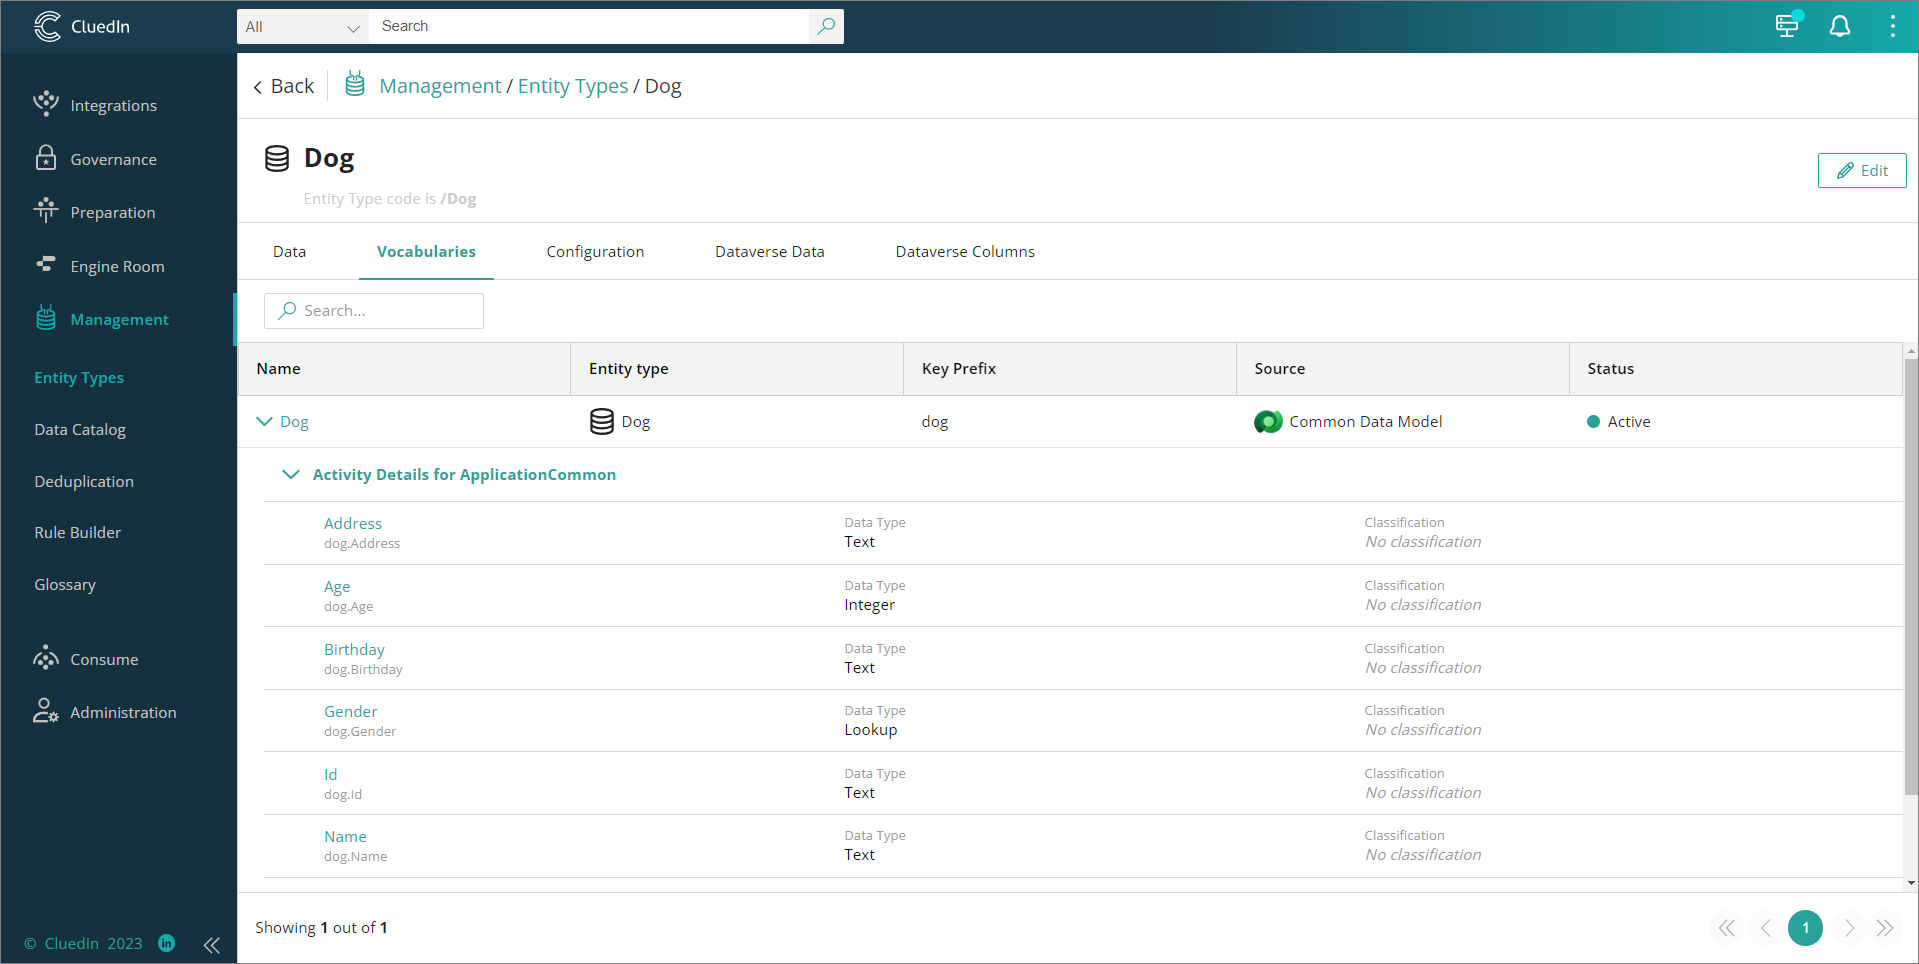 CluedIn
All
Search
Integrations
Governance
Preparation
Engine Room
Management
Entity Types
Data Catalog
Deduplication
Rule Builder
Glossary
Consume
Administration
© CluedIn 2023 in
Back
Management / Entity Types / Dog
Dog
Entity Type code is /Dog
Edit
Data Vocabularies Configuration Dataverse Data Dataverse Columns
Search...
Name Entity type Key Prefix Source Status
Dog Dog dog Common Data Model Active
Activity Details for ApplicationCommon
Address Data Type Classification
dog.Address Text No classification
Age Data Type Classification
dog.Age Integer No classification
Birthday Data Type Classification
dog.Birthday Text No classification
Gender Data Type Classification
dog.Gender Lookup No classification
Id Data Type Classification
dog.Id Text No classification
Name Data Type Classification
dog.Name Text No classification
Showing 1 out of 1
1